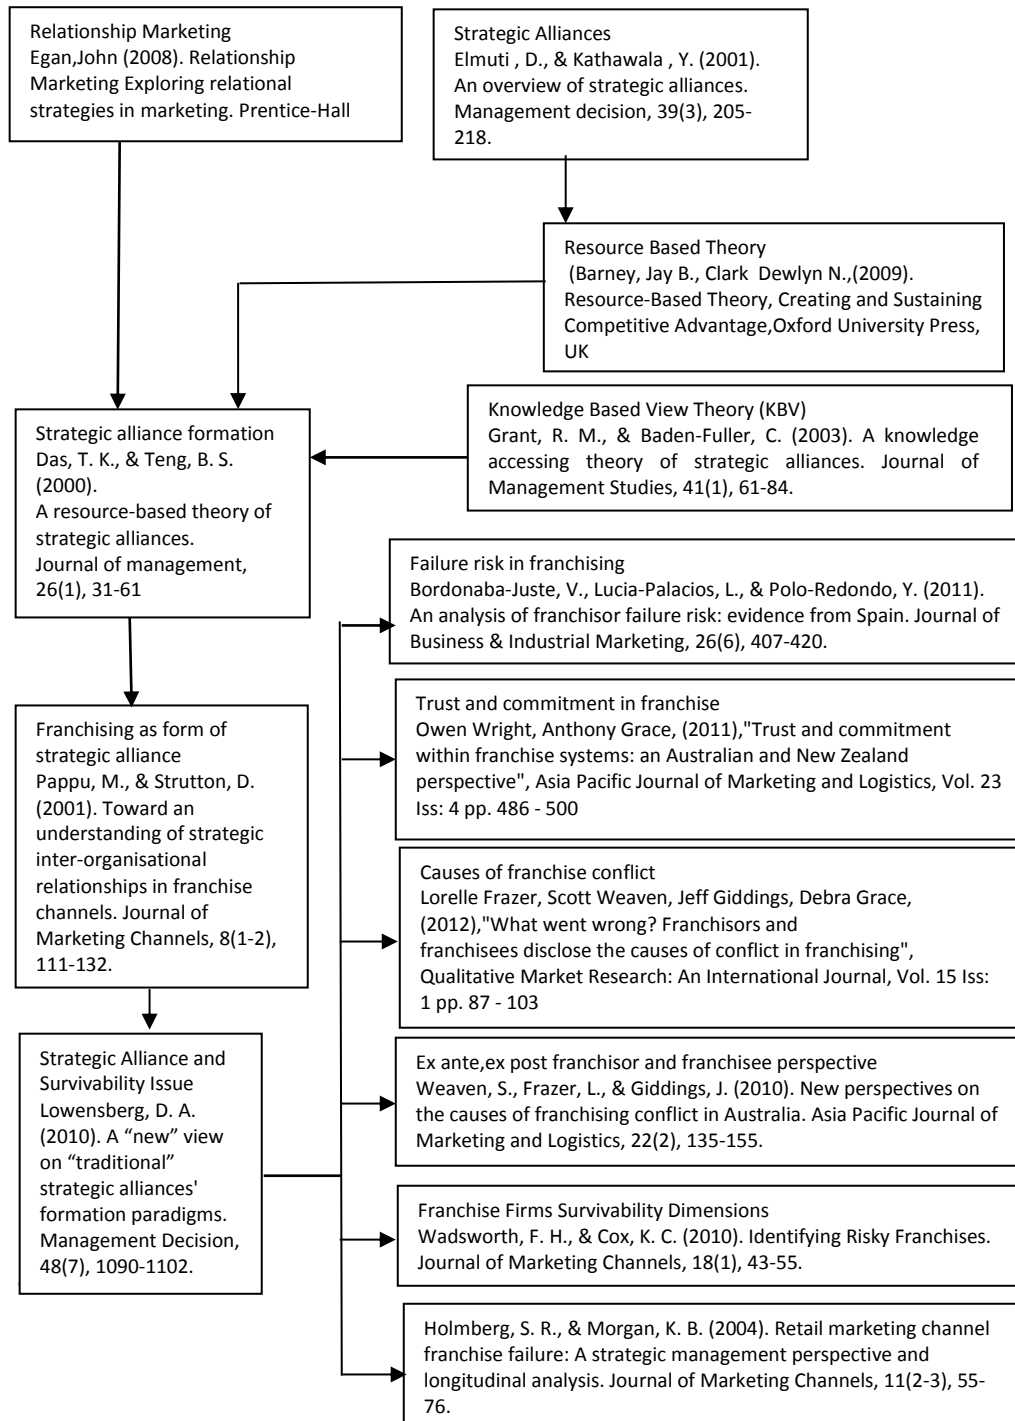 Relationship Marketing
Egan,John (2008). Relationship
Marketing Exploring relational
strategies in marketing. Prentice-Hall
Strategic Alliances
Elmuti , D., & Kathawala , Y. (2001).
An overview of strategic alliances.
Management decision, 39(3), 205-
218.
Resource Based Theory
(Barney, Jay B., Clark Dewlyn N.,(2009).
Resource-Based Theory, Creating and Sustaining
Competitive Advantage,Oxford University Press,
UK
Knowledge Based View Theory (KBV)
Grant, R. M., & Baden-Fuller, C. (2003). A knowledge
accessing theory of strategic alliances. Journal of
Management Studies, 41(1), 61-84.
Strategic alliance formation
Das, T. K., & Teng, B. S.
(2000).
A resource-based theory of
strategic alliances.
Journal of management,
26(1), 31-61
Failure risk in franchising
Bordonaba-Juste, V., Lucia-Palacios, L., & Polo-Redondo, Y. (2011).
An analysis of franchisor failure risk: evidence from Spain. Journal of
Business & Industrial Marketing, 26(6), 407-420.
Trust and commitment in franchise
Owen Wright, Anthony Grace, (2011),"Trust and commitment
within franchise systems: an Australian and New Zealand
perspective", Asia Pacific Journal of Marketing and Logistics, Vol. 23
Iss: 4 pp. 486 - 500
Franchising as form of
strategic alliance
Pappu, M., & Strutton, D.
(2001). Toward an
understanding of strategic
inter-organisational
relationships in franchise
channels. Journal of
Marketing Channels, 8(1-2),
111-132.
Causes of franchise conflict
Lorelle Frazer, Scott Weaven, Jeff Giddings, Debra Grace,
(2012),"What went wrong? Franchisors and
franchisees disclose the causes of conflict in franchising",
Qualitative Market Research: An International Journal, Vol. 15 Iss:
1 pp. 87 - 103
Strategic Alliance and
Survivability Issue
Lowensberg, D. A.
(2010). A “new” view
on “traditional”
strategic alliances'
formation paradigms.
Management Decision,
48(7), 1090-1102.
Ex ante,ex post franchisor and franchisee perspective
Weaven, S., Frazer, L., & Giddings, J. (2010). New perspectives on
the causes of franchising conflict in Australia. Asia Pacific Journal of
Marketing and Logistics, 22(2), 135-155.
Franchise Firms Survivability Dimensions
Wadsworth, F. H., & Cox, K. C. (2010). Identifying Risky Franchises.
Journal of Marketing Channels, 18(1), 43-55.
Holmberg, S. R., & Morgan, K. B. (2004). Retail marketing channel
franchise failure: A strategic management perspective and
longitudinal analysis. Journal of Marketing Channels, 11(2-3), 55-
76.